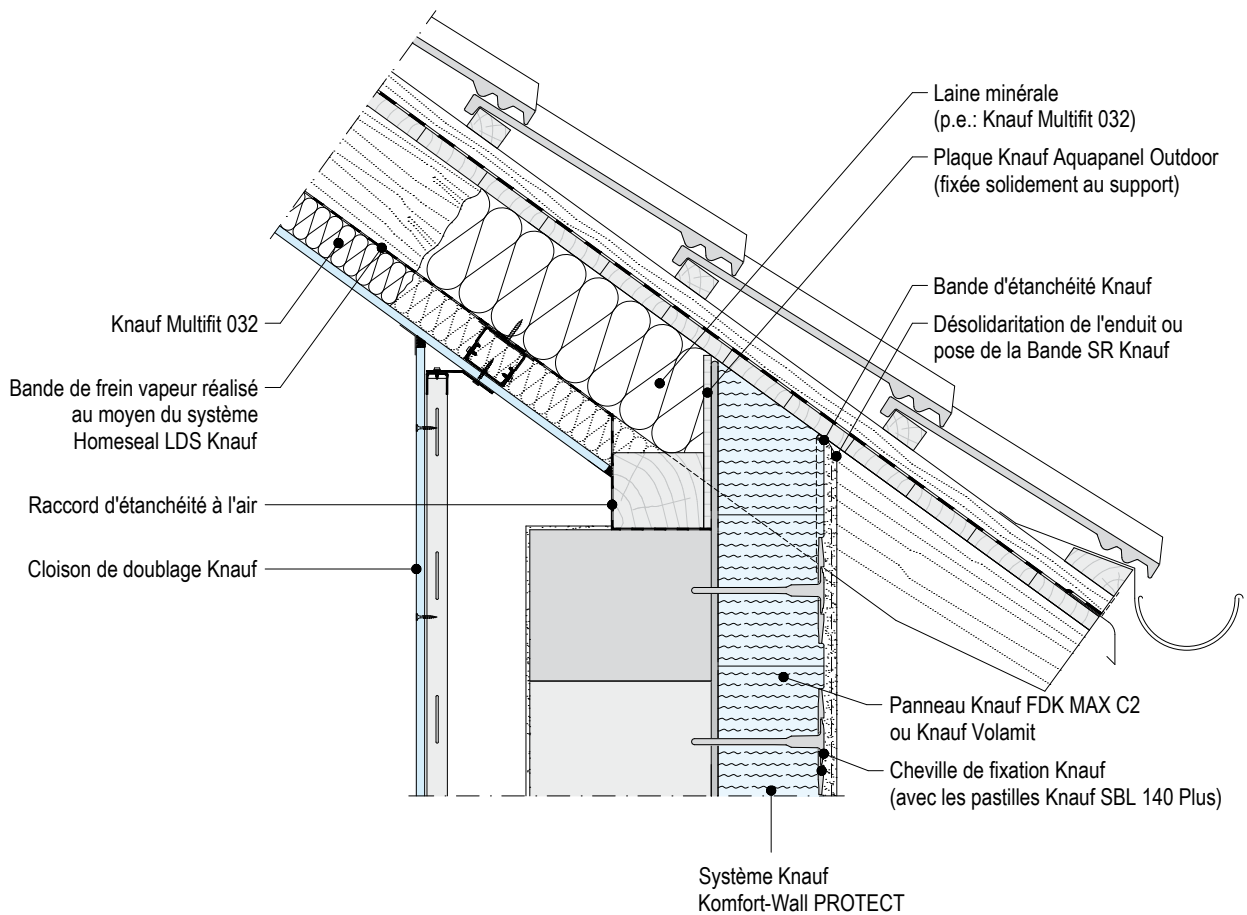 Laine minérale
(p.e.: Knauf Multifit 032)
Plaque Knauf Aquapanel Outdoor
(fixée solidement au support)
Bande d'étanchéité Knauf
Désolidaritation de l'enduit ou
pose de la Bande SR Knauf
Knauf Multifit 032
Bande de frein vapeur réalisé
au moyen du système
Homeseal LDS Knauf
Raccord d'étanchéité à l'air
Cloison de doublage Knauf
Panneau Knauf FDK MAX C2
ou Knauf Volamit
Cheville de fixation Knauf
(avec les pastilles Knauf SBL 140 Plus)
Système Knauf
Komfort-Wall PROTECT